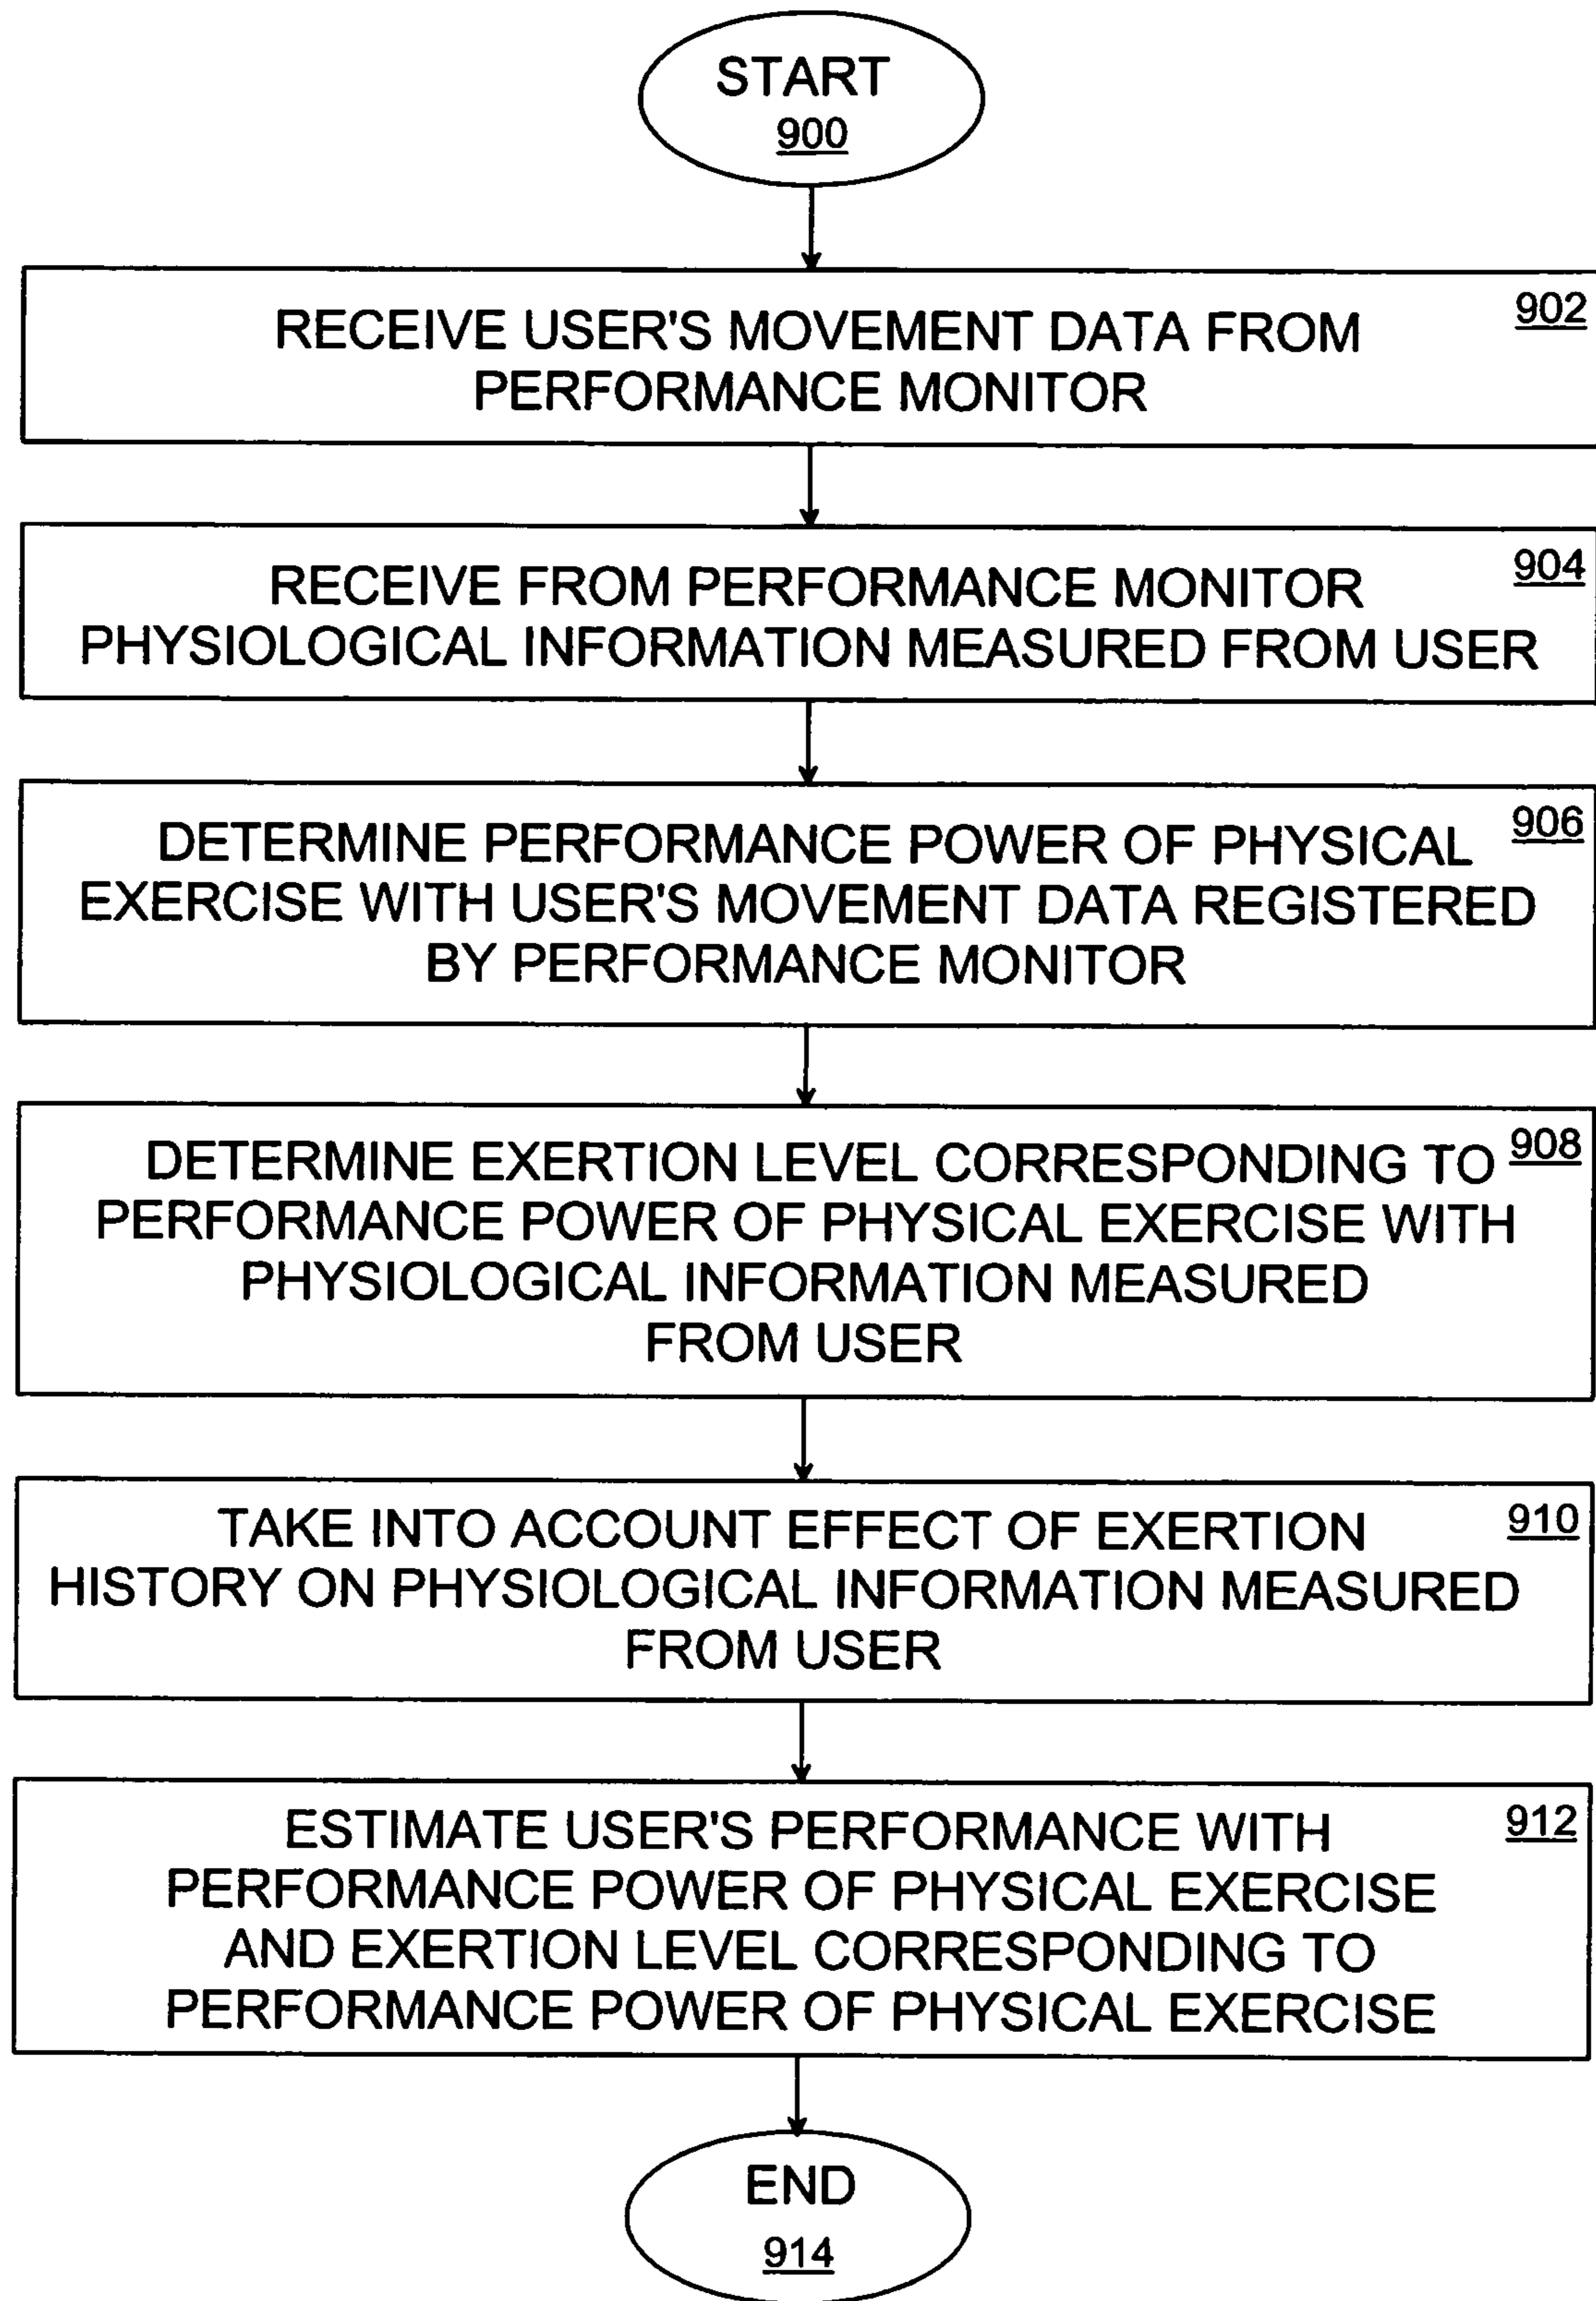 START
900
902
RECEIVE USER'S MOVEMENT DATA FROM
PERFORMANCE MONITOR
904
RECEIVE FROM PERFORMANCE MONITOR
PHYSIOLOGICAL INFORMATION MEASURED FROM USER
906
DETERMINE PERFORMANCE POWER OF PHYSICAL
EXERCISE WITH USER'S MOVEMENT DATA REGISTERED
BY PERFORMANCE MONITOR
908
DETERMINE EXERTION LEVEL CORRESPONDING TO
PERFORMANCE POWER OF PHYSICAL EXERCISE WITH
PHYSIOLOGICAL INFORMATION MEASURED
FROM USER
910
TAKE INTO ACCOUNT EFFECT OF EXERTION
HISTORY ON PHYSIOLOGICAL INFORMATION MEASURED
FROM USER
912
ESTIMATE USER'S PERFORMANCE WITH
PERFORMANCE POWER OF PHYSICAL EXERCISE
AND EXERTION LEVEL CORRESPONDING TO
PERFORMANCE POWER OF PHYSICAL EXERCISE
END
914